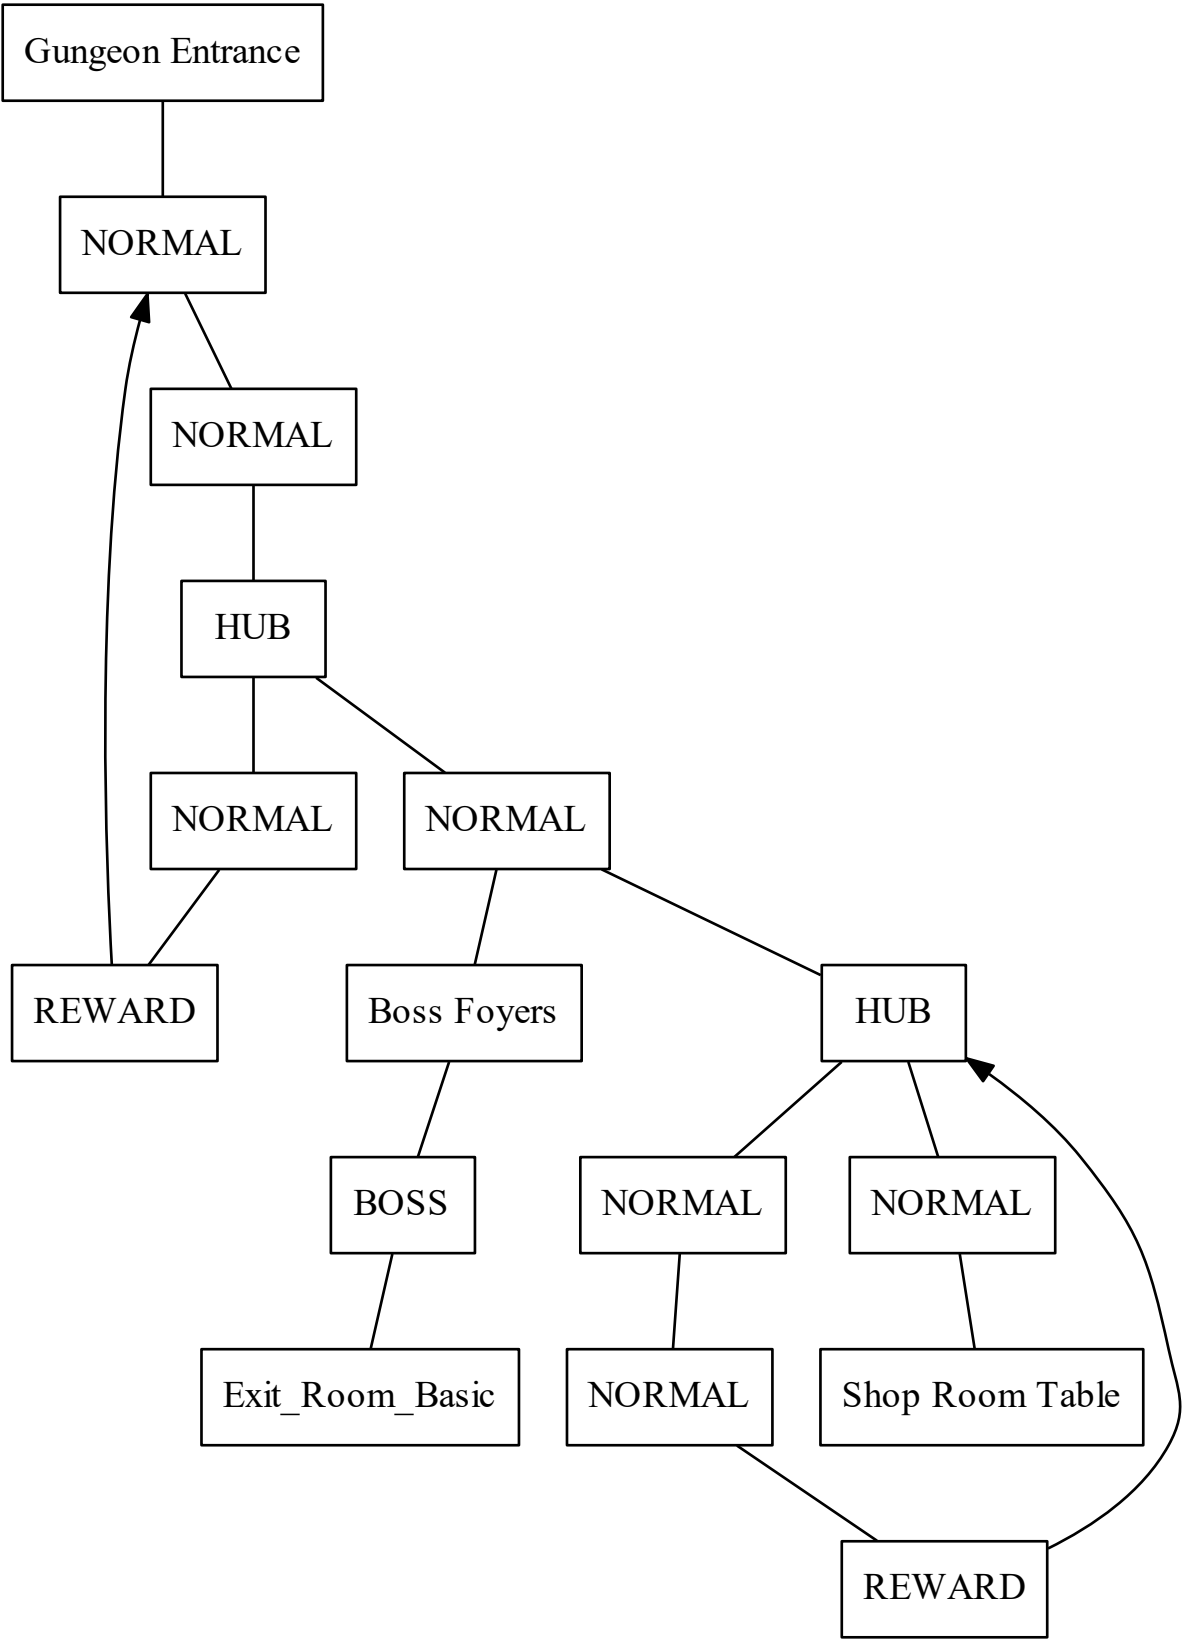 Gungeon Entrance
NORMAL
NORMAL
HUB
NORMAL
NORMAL
REWARD
Boss Foyers
HUB
BOSS
NORMAL
NORMAL
Exit_Room_Basic
NORMAL
Shop Room Table
REWARD